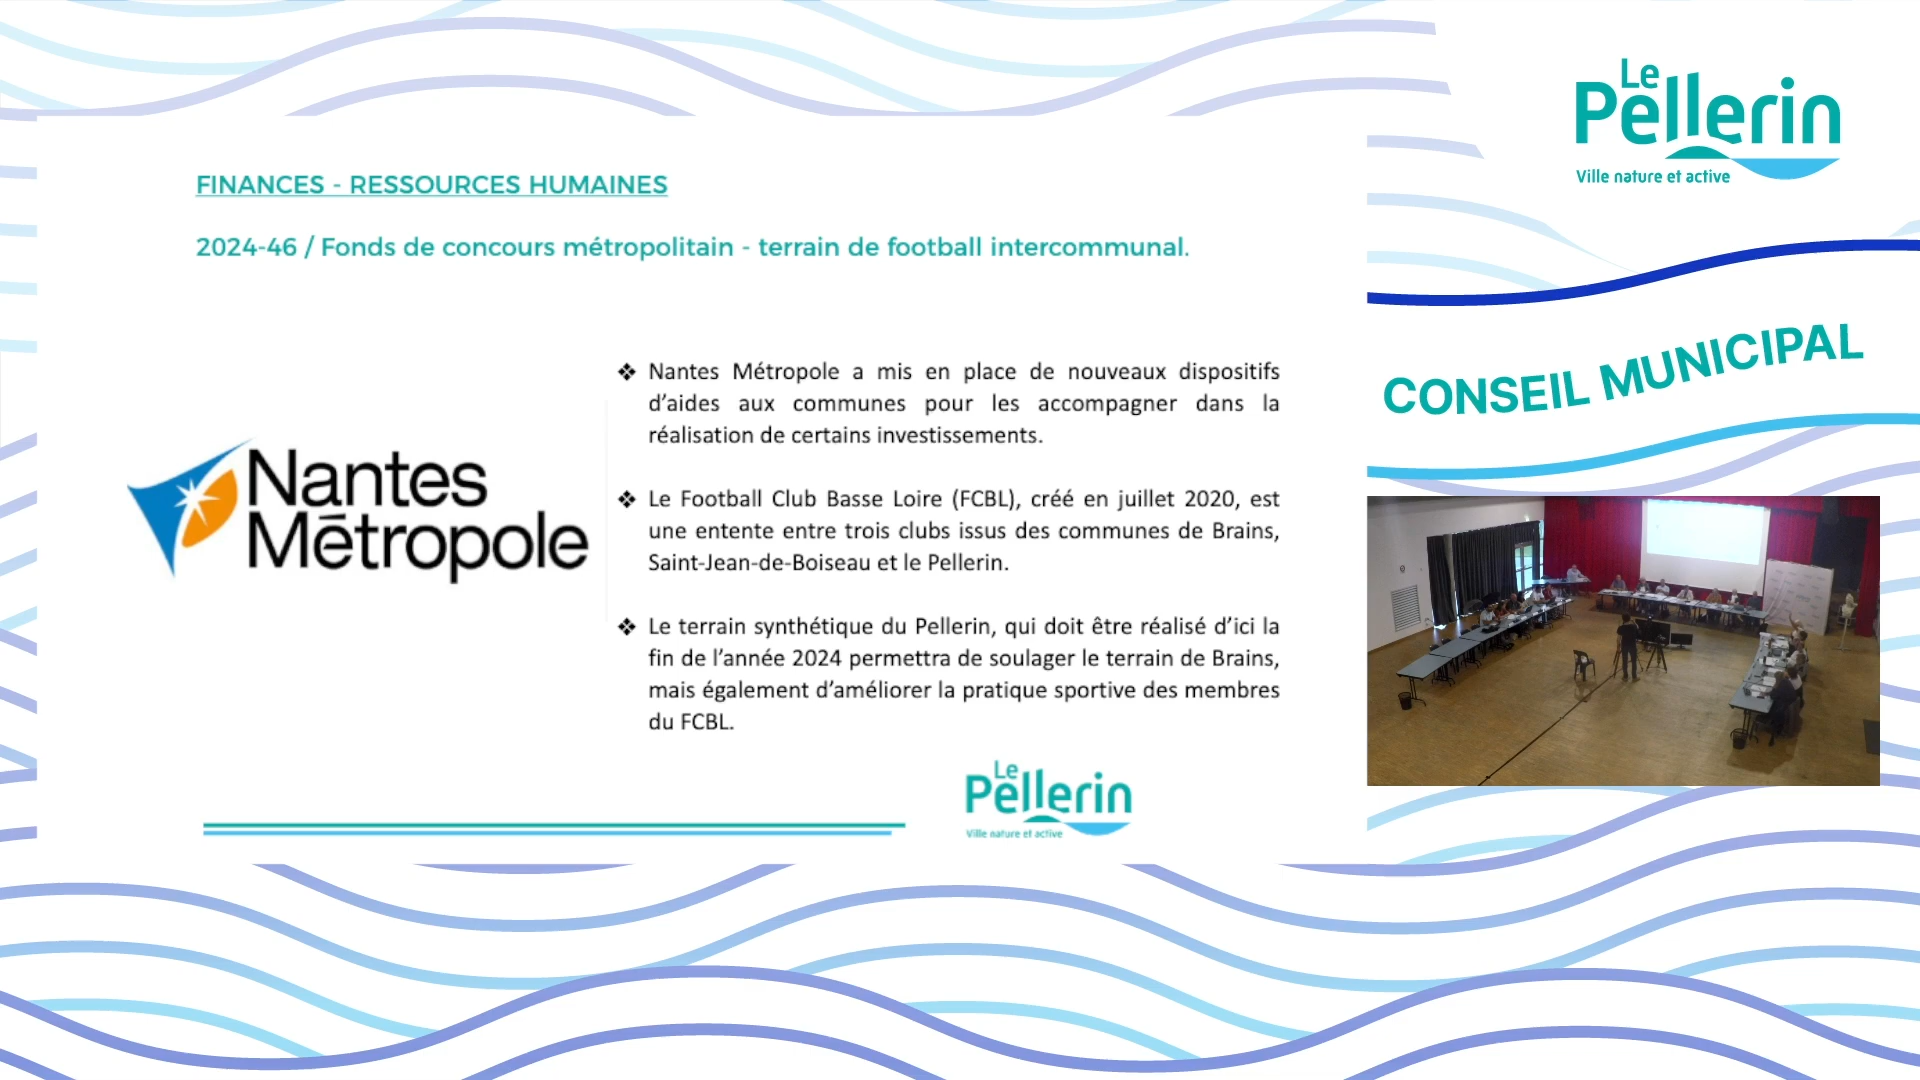 FINANCES - RESSOURCES HUMAINES
2024-46 / Fonds de concours métropolitain - terrain de football intercommunal.
Nantes
Métropole
❖ Nantes Métropole a mis en place de nouveaux dispositifs
d’aides aux communes pour les accompagner dans la
réalisation de certains investissements.
❖ Le Football Club Basse Loire (FCBL), créé en juillet 2020, est
une entente entre trois clubs issus des communes de Brains,
Saint-Jean-de-Boiseau et le Pellerin.
❖ Le terrain synthétique du Pellerin, qui doit être réalisé d’ici la
fin de l’année 2024 permettra de soulager le terrain de Brains,
mais également d’améliorer la pratique sportive des membres
du FCBL.
Le
Pellerin
Ville nature et active
Le
Pellerin
Ville nature et active
CONSEIL MUNICIPAL